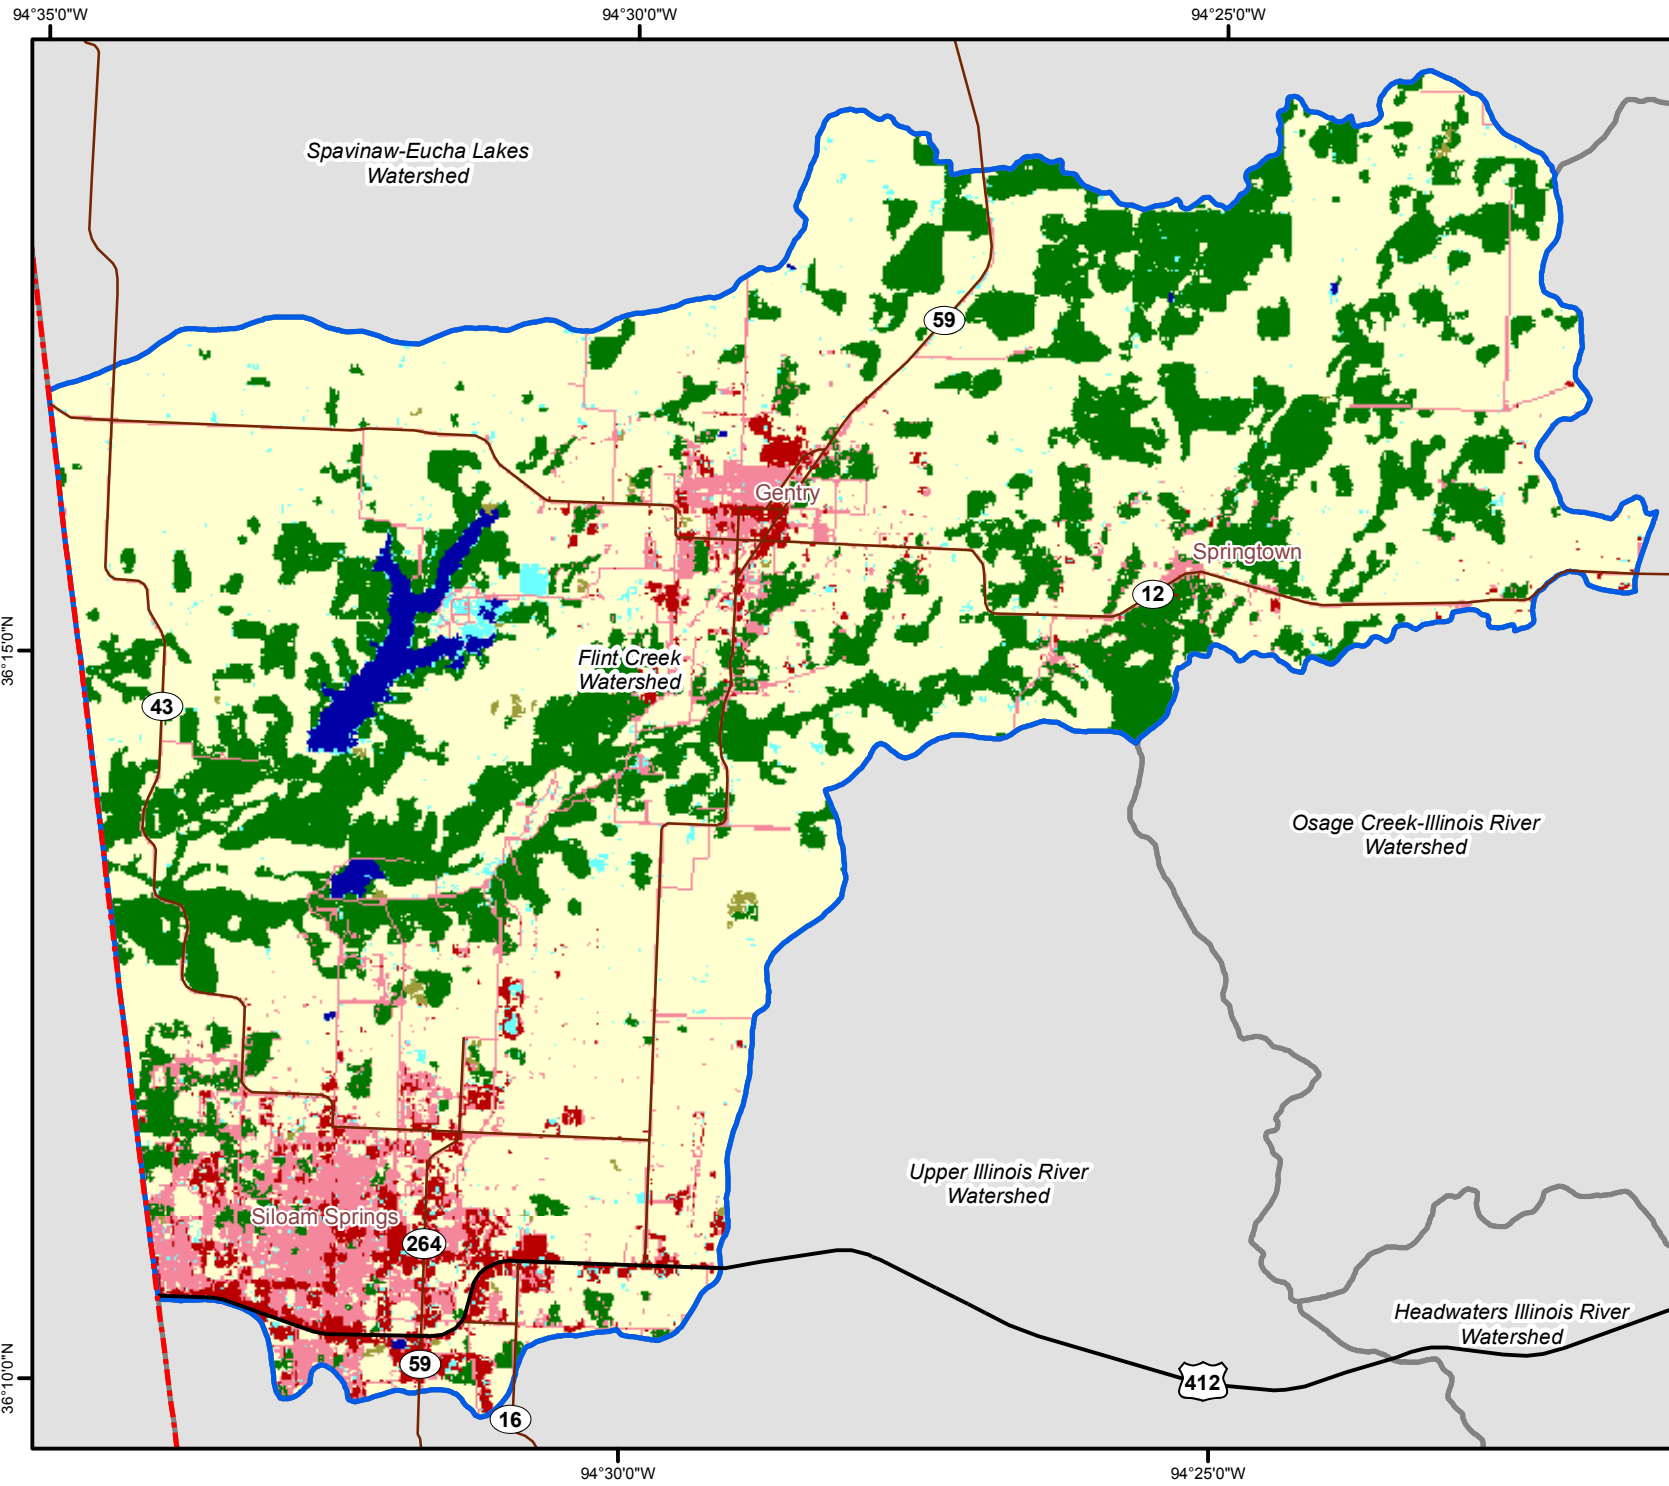 94°35'0"W
94°30'0"W
94°25'0"W
Spavinaw-Eucha Lakes
Watershed
59
Gentry
Springtown
12
36°15'0"N
Flint Creek
Watershed
43
Osage Creek-Illinois River
Watershed
Upper Illinois River
Watershed
Siloam Springs
264
Headwaters Illinois River
Watershed
59
412
36°10'0"N
16
94°30'0"W
94°25'0"W